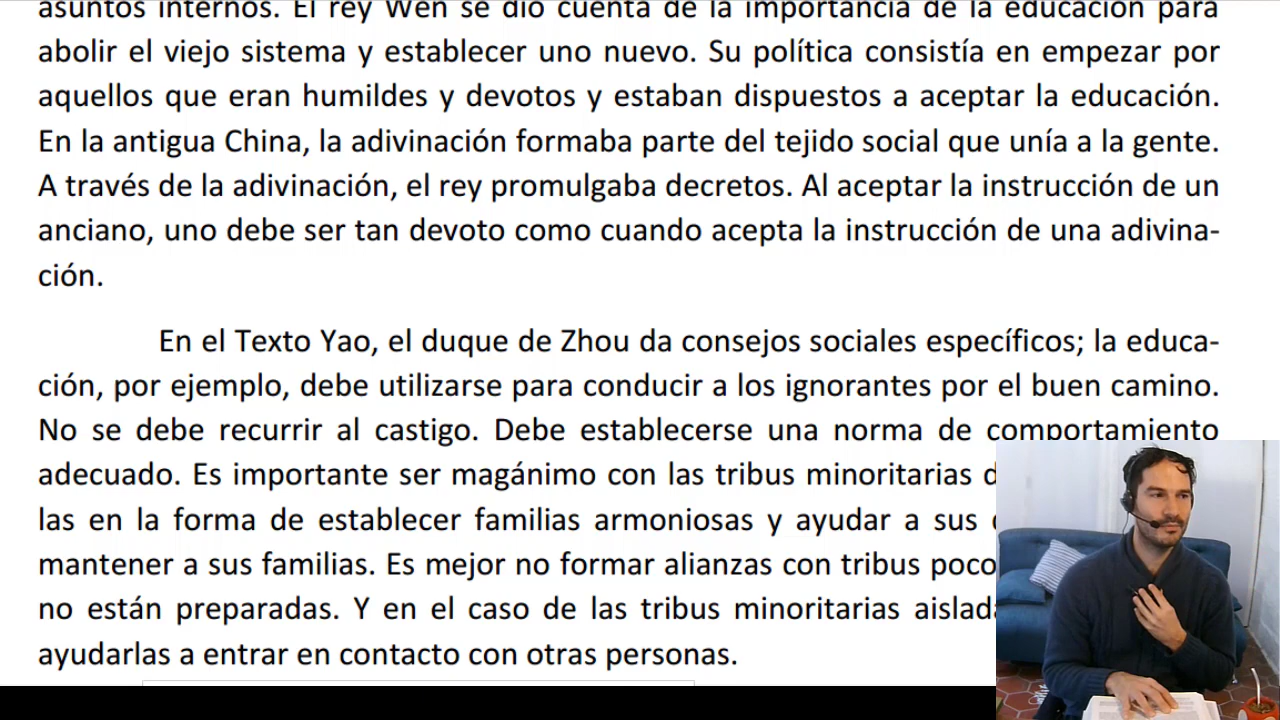 asuntos internos. El rey Wen se dio cuenta de la importancia de la educación para
abolir el viejo sistema y establecer uno nuevo. Su política consistía en empezar por
aquellos que eran humildes y devotos y estaban dispuestos a aceptar la educación.
En la antigua China, la adivinación formaba parte del tejido social que unía a la gente.
A través de la adivinación, el rey promulgaba decretos. Al aceptar la instrucción de un
anciano, uno debe ser tan devoto como cuando acepta la instrucción de una adivina-
ción.
En el Texto Yao, el duque de Zhou da consejos sociales específicos; la educa-
ción, por ejemplo, debe utilizarse para conducir a los ignorantes por el buen camino.
No se debe recurrir al castigo. Debe establecerse una norma de comportamiento
adecuado. Es importante ser magánimo con las tribus minoritarias
las en la forma de establecer familias armoniosas y ayudar a sus
mantener a sus familias. Es mejor no formar alianzas con tribus poco
no están preparadas. Y en el caso de las tribus minoritarias
ayudarlas a entrar en contacto con otras personas.